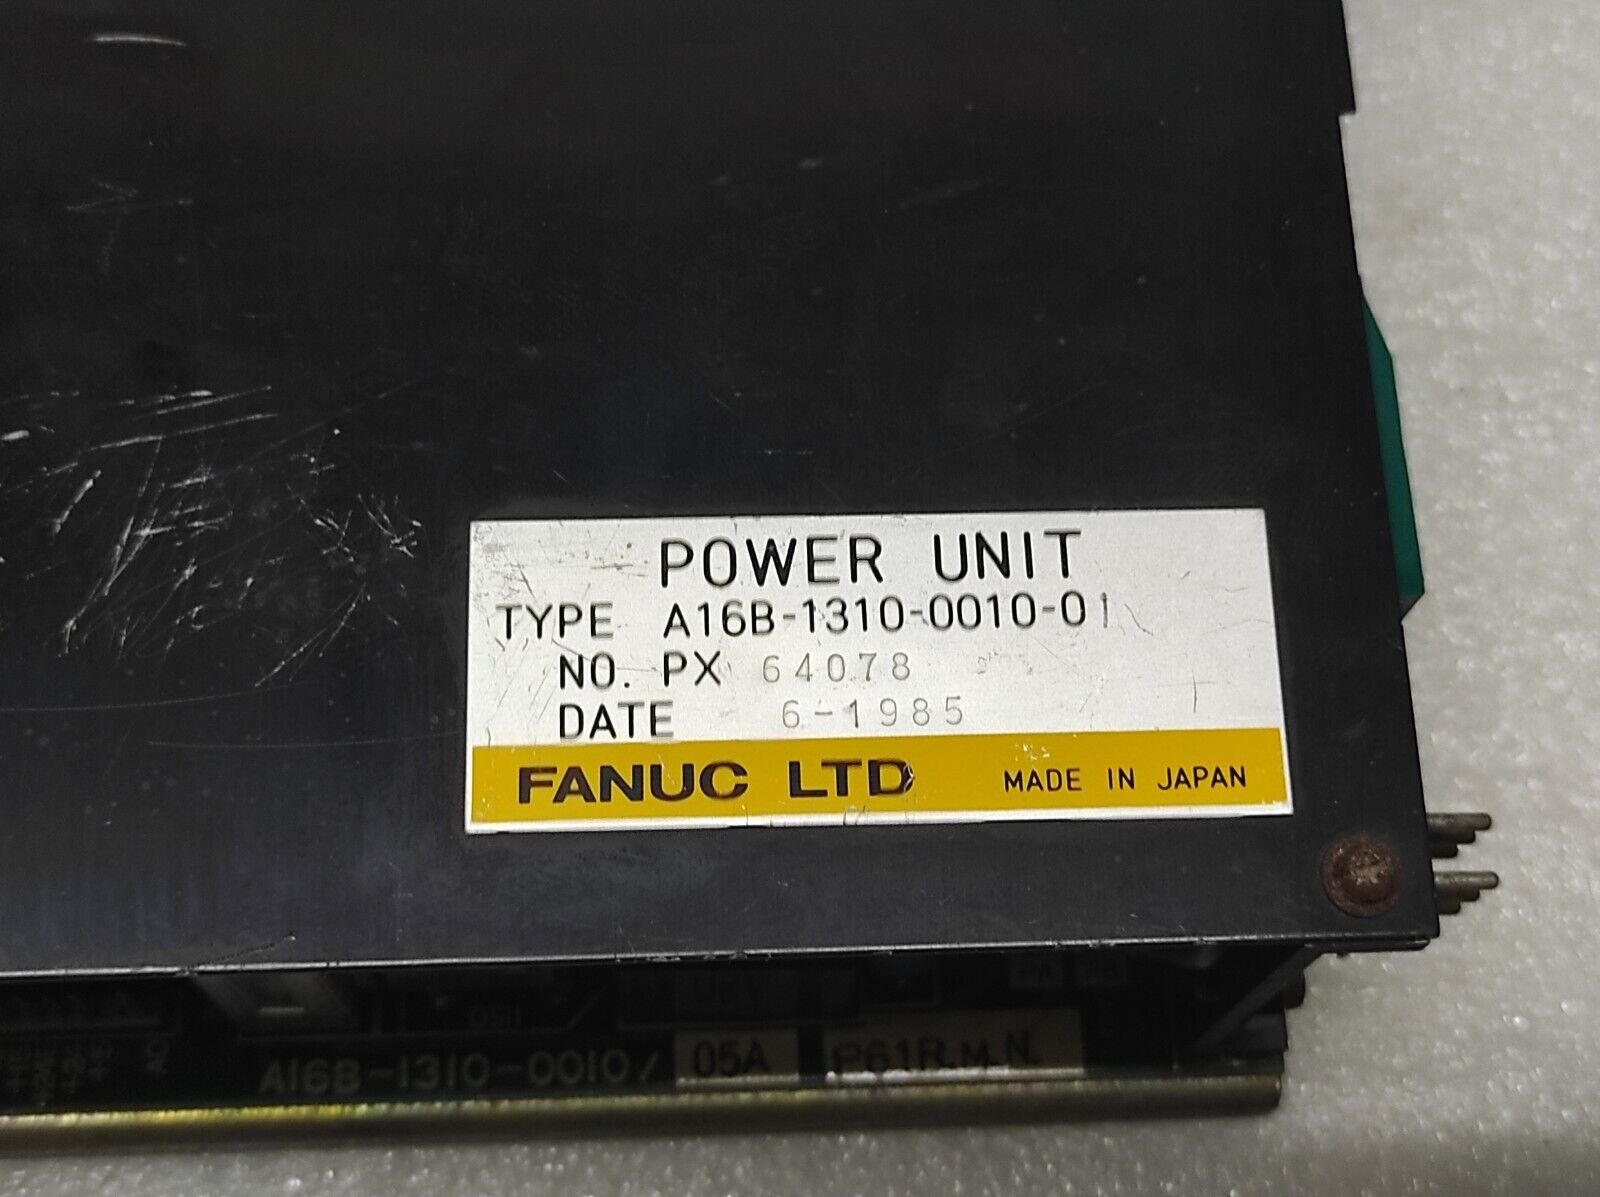 POWER UNIT
TYPE A16B-1310-0010-01
NO. PX 64078
DATE 6-1985
FANUC LTD MADE IN JAPAN
A16B-1310-0010/ 05A P61R.M.N.